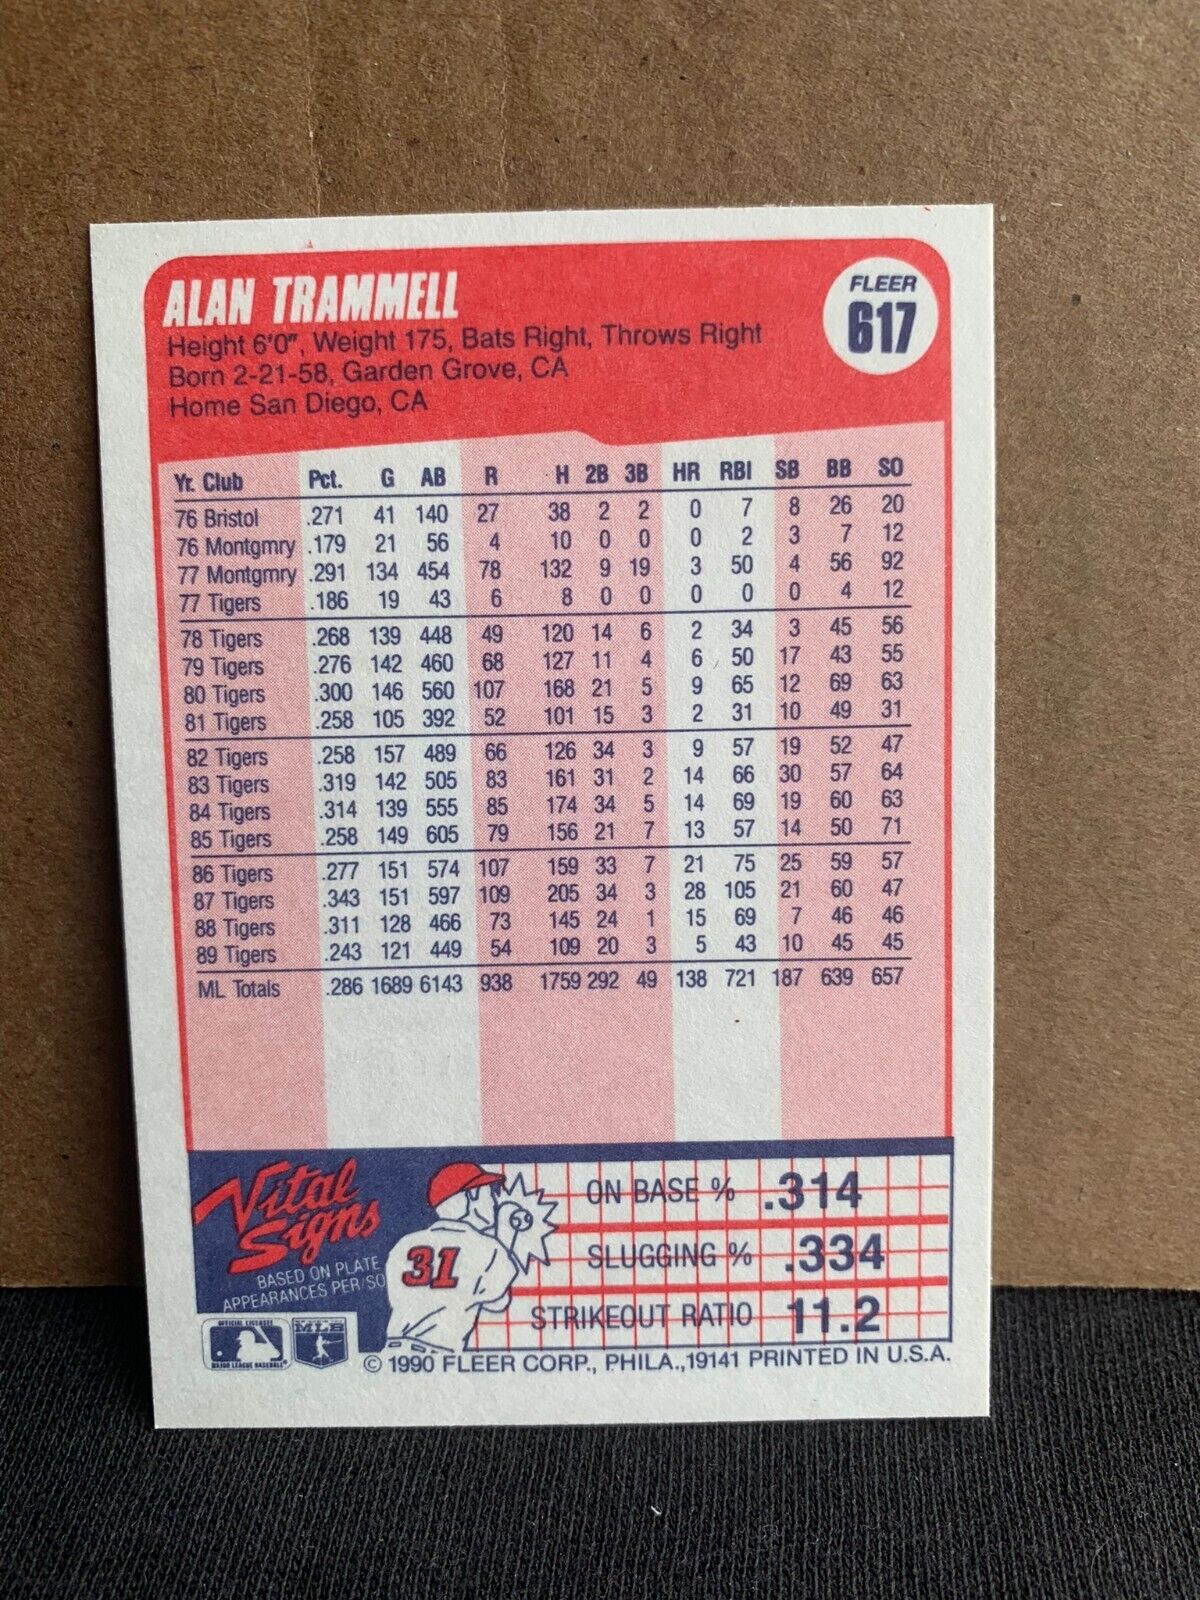 ALAN TRAMMELL
FLEER
617
Height 6'0", Weight 175, Bats Right, Throws Right
Born 2-21-58, Garden Grove, CA
Home San Diego, CA
Yr. Club Pct. G AB R H 2B 3B HR RBI SB BB SO
76 Bristol .271 41 140 27 38 2 2 0 7 8 26 20
76 Montgmry .179 21 56 4 10 0 0 0 2 3 7 12
77 Montgmry .291 134 454 78 132 9 19 3 50 4 56 92
77 Tigers .186 19 43 6 8 0 0 0 0 0 4 12
78 Tigers .268 139 448 49 120 14 6 2 34 3 45 56
79 Tigers .276 142 460 68 127 11 4 6 50 17 43 55
80 Tigers .300 146 560 107 168 21 5 9 65 12 69 63
81 Tigers .258 105 392 52 101 15 3 2 31 10 49 31
82 Tigers .258 157 489 66 126 34 3 9 57 19 52 47
83 Tigers .319 142 505 83 161 31 2 14 66 30 57 64
84 Tigers .314 139 555 85 174 34 5 14 69 19 60 63
85 Tigers .258 149 605 79 156 21 7 13 57 14 50 71
86 Tigers .277 151 574 107 159 33 7 21 75 25 59 57
87 Tigers .343 151 597 109 205 34 3 28 105 21 60 47
88 Tigers .311 128 466 73 145 24 1 15 69 7 46 46
89 Tigers .243 121 449 54 109 20 3 5 43 10 45 45
ML Totals .286 1689 6143 938 1759 292 49 138 721 187 639 657
Vital
Signs
BASED ON PLATE
APPEARANCES PER/SO
31
ON BASE % .314
SLUGGING % .334
STRIKEOUT RATIO 11.2
OFFICIAL LICENSEE
MAJOR LEAGUE BASEBALL
MLB
© 1990 FLEER CORP., PHILA.,19141 PRINTED IN U.S.A.